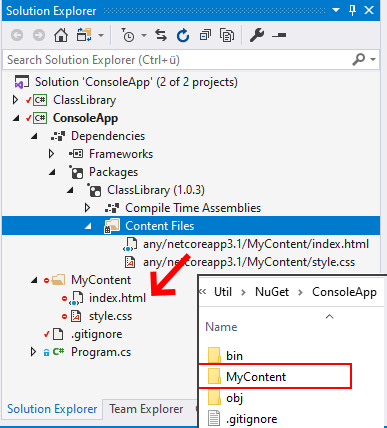 Solution Explorer
Search Solution Explorer (Ctrl+ü)
Solution 'ConsoleApp' (2 of 2 projects)
C# ClassLibrary
C# ConsoleApp
Dependencies
Frameworks
Packages
ClassLibrary (1.0.3)
Compile Time Assemblies
Content Files
any/netcoreapp3.1/MyContent/index.html
any/netcoreapp3.1/MyContent/style.css
MyContent
index.html
style.css
.gitignore
C# Program.cs
Solution Explorer Team Explorer
Util > NuGet > ConsoleApp
Name
bin
MyContent
obj
.gitignore